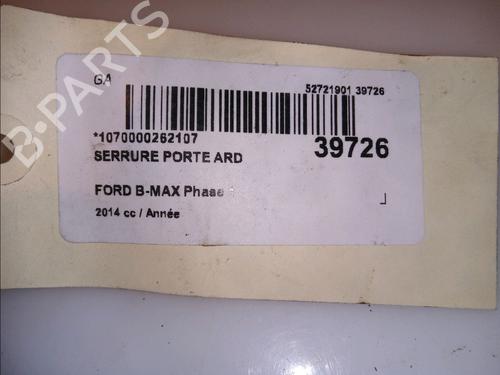 B-PARTS
GA
52721901 39726
*1070000262107
39726
SERRURE PORTE ARD
FORD B-MAX Phase
2014 cc / Année